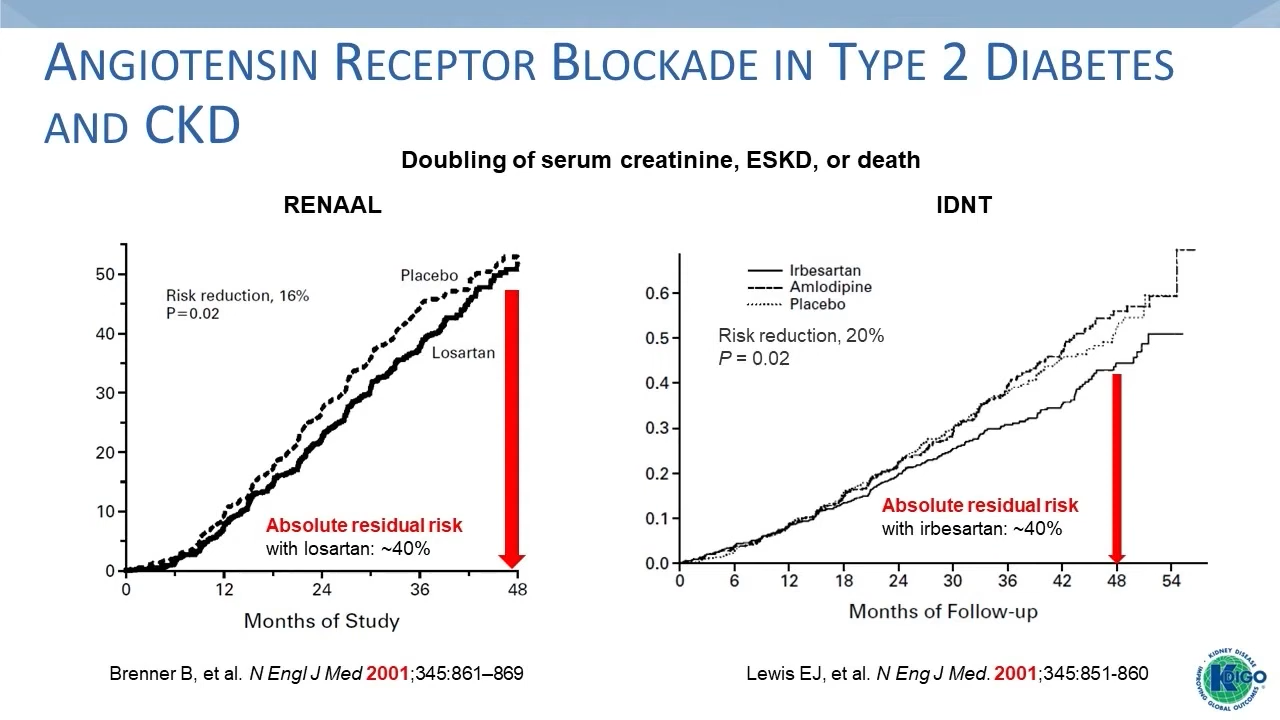 ANGIOTENSIN RECEPTOR BLOCKADE IN TYPE 2 DIABETES
AND CKD
Doubling of serum creatinine, ESKD, or death
RENAAL
50
40
30
20
10
0
Placebo
Risk reduction, 16%
P=0.02
Losartan
Absolute residual risk
with losartan: ~40%
0 12 24 36 48
Months of Study
Brenner B, et al. N Engl J Med 2001;345:861–869
IDNT
0.6
0.5
0.4
0.3
0.2
0.1
0.0
Irbesartan
Amlodipine
Placebo
Risk reduction, 20%
P = 0.02
Absolute residual risk
with irbesartan: ~40%
0 6 12 18 24 30 36 42 48 54
Months of Follow-up
Lewis EJ, et al. N Eng J Med. 2001;345:851-860
KIDNEY DISEASE
KDIGO
IMPROVING GLOBAL OUTCOMES